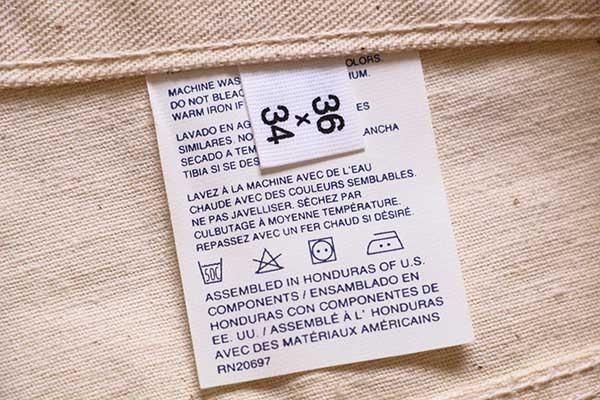 MACHINE WAS OLORS.
DO NOT BLEAC IUM.
WARM IRON IF
36
x
34
LAVADO EN AG ES
SIMILARES. NO ANCHA
SECADO A TEM
TIBIA SI SE DES
LAVEZ À LA MACHINE AVEC DE L'EAU
CHAUDE AVEC DES COULEURS SEMBLABLES.
NE PAS JAVELLISER. SÉCHEZ PAR
CULBUTAGE À MOYENNE TEMPÉRATURE.
REPASSEZ AVEC UN FER CHAUD SI DÉSIRÉ.
50C
ASSEMBLED IN HONDURAS OF U.S.
COMPONENTS / ENSAMBLADO EN
HONDURAS CON COMPONENTES DE
EE. UU. / ASSEMBLÉ À L' HONDURAS
AVEC DES MATÉRIAUX AMÉRICAINS
RN20697